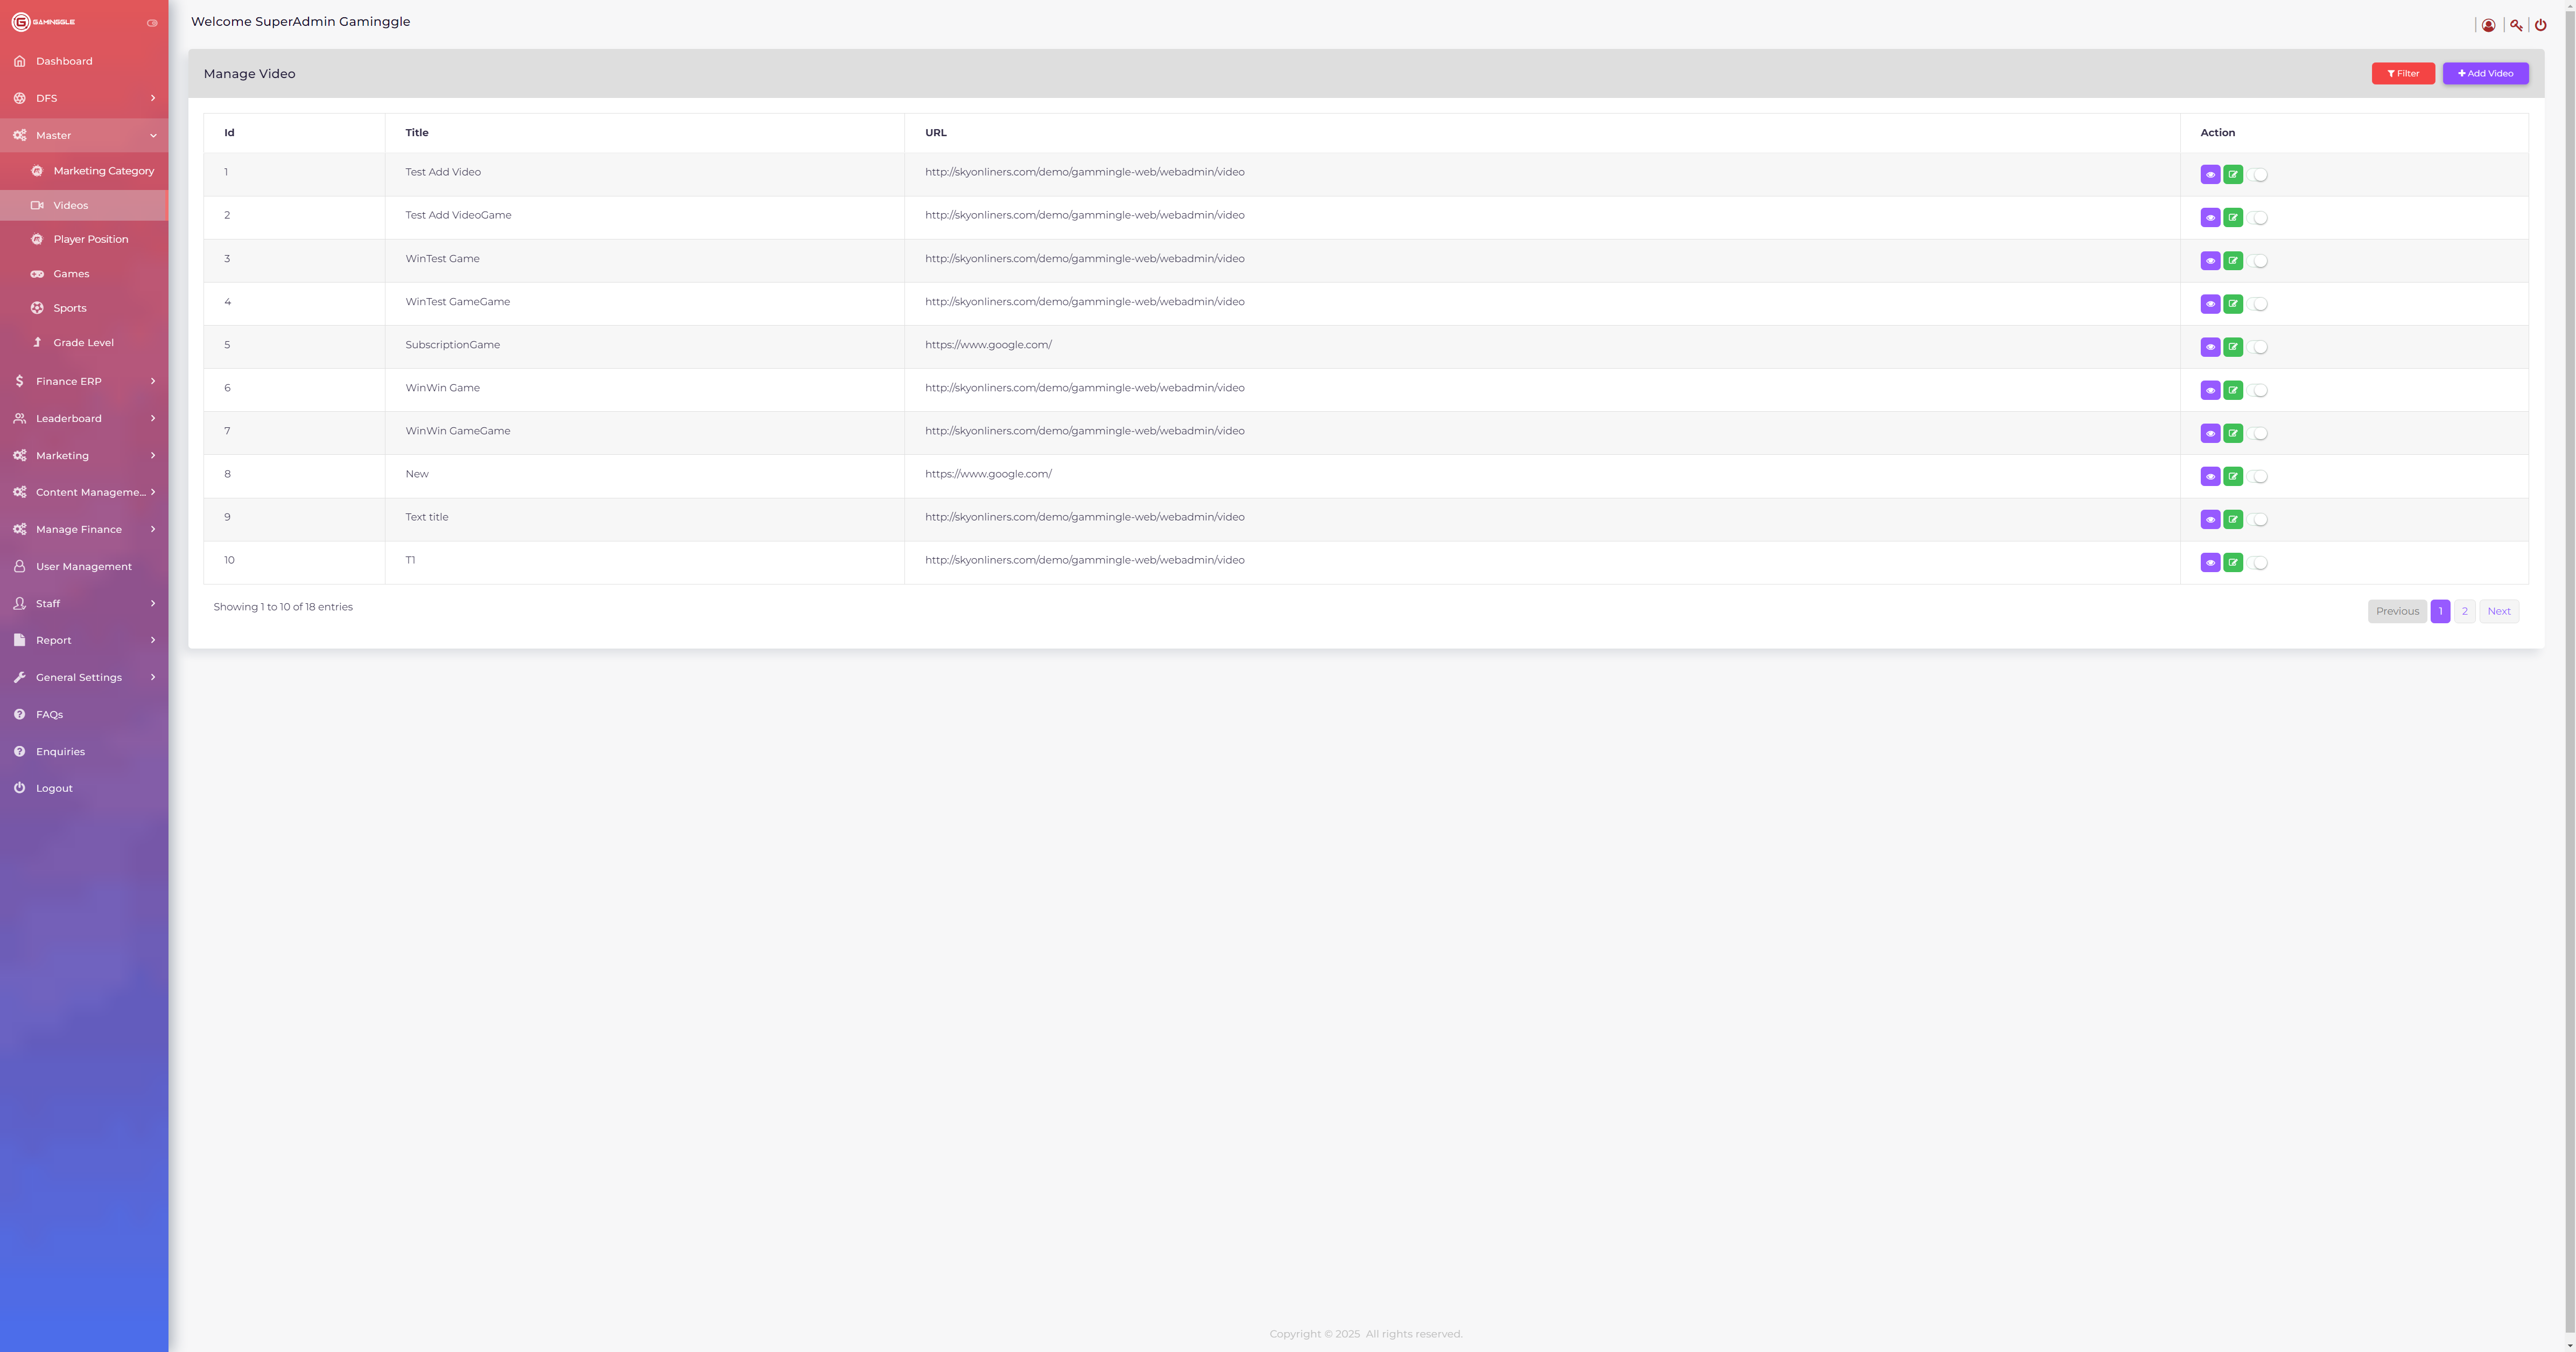 GAMINGGLE
Welcome SuperAdmin Gaminggle
Dashboard
DFS
Master
Marketing Category
Videos
Player Position
Games
Sports
Grade Level
Finance ERP
Leaderboard
Marketing
Content Manageme...
Manage Finance
User Management
Staff
Report
General Settings
FAQs
Enquiries
Logout
Manage Video
Filter
Add Video
Id Title URL Action
1 Test Add Video http://skyonliners.com/demo/gammingle-web/webadmin/video
2 Test Add VideoGame http://skyonliners.com/demo/gammingle-web/webadmin/video
3 WinTest Game http://skyonliners.com/demo/gammingle-web/webadmin/video
4 WinTest GameGame http://skyonliners.com/demo/gammingle-web/webadmin/video
5 SubscriptionGame https://www.google.com/
6 WinWin Game http://skyonliners.com/demo/gammingle-web/webadmin/video
7 WinWin GameGame http://skyonliners.com/demo/gammingle-web/webadmin/video
8 New https://www.google.com/
9 Text title http://skyonliners.com/demo/gammingle-web/webadmin/video
10 T1 http://skyonliners.com/demo/gammingle-web/webadmin/video
Showing 1 to 10 of 18 entries
Previous 1 2 Next
Copyright © 2025 All rights reserved.